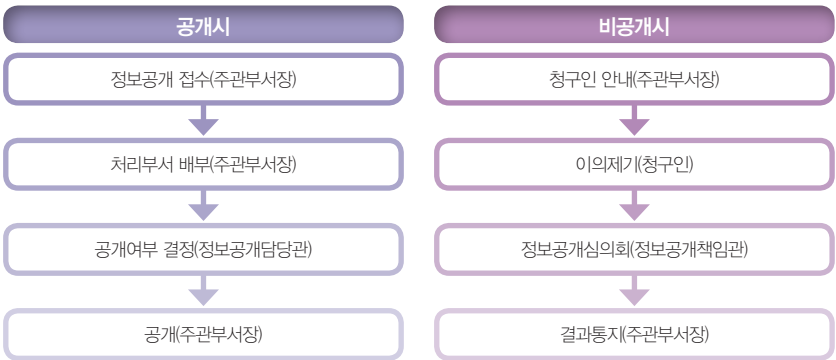 공개시
정보공개 접수(주관부서장)
처리부서 배부(주관부서장)
공개여부 결정(정보공개담당관)
공개(주관부서장)
비공개시
청구인 안내(주관부서장)
이의제기(청구인)
정보공개심의회(정보공개책임관)
결과통지(주관부서장)